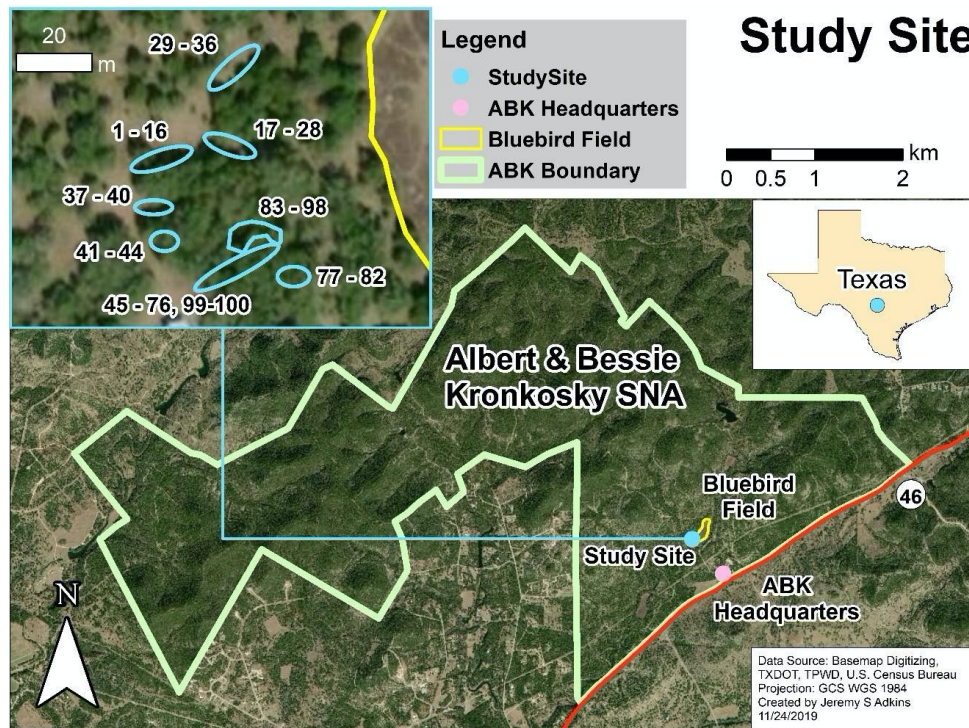 Study Site
20
m
29 - 36
1 - 16
17 - 28
37 - 40
83 - 98
41 - 44
77 - 82
45 - 76, 99-100
Legend
StudySite
ABK Headquarters
Bluebird Field
ABK Boundary
km
0 0.5 1 2
Texas
Albert & Bessie
Kronkosky SNA
Bluebird
Field
46
Study Site
ABK
Headquarters
N
Data Source: Basemap Digitizing,
TXDOT, TPWD, U.S. Census Bureau
Projection: GCS WGS 1984
Created by Jeremy S Adkins
11/24/2019